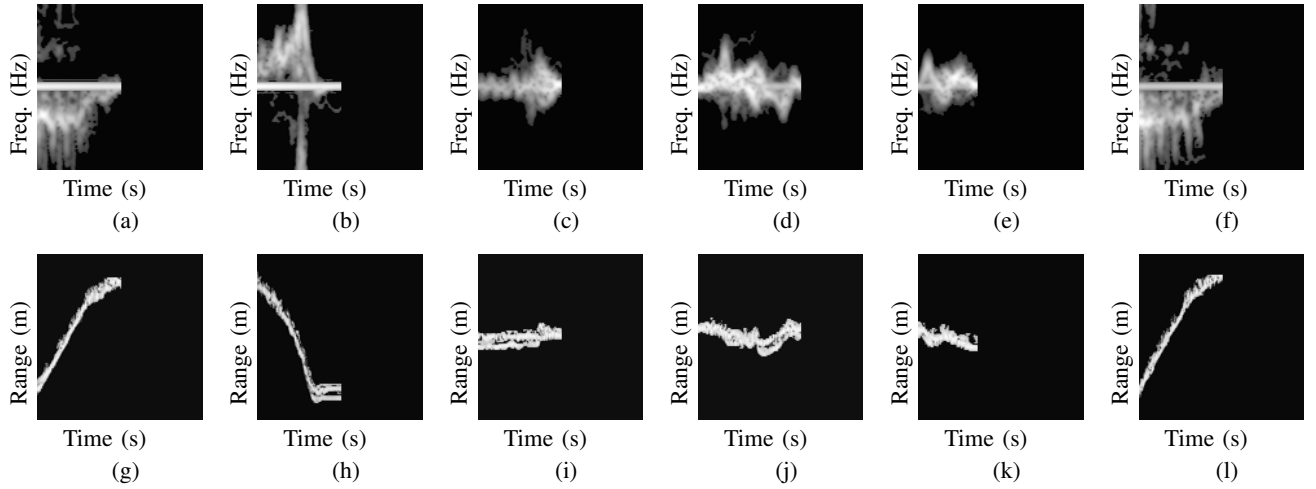 Freq. (Hz) Freq. (Hz) Freq. (Hz) Freq. (Hz) Freq. (Hz) Freq. (Hz)
Time (s) Time (s) Time (s) Time (s) Time (s) Time (s)
(a) (b) (c) (d) (e) (f)
Range (m) Range (m) Range (m) Range (m) Range (m) Range (m)
Time (s) Time (s) Time (s) Time (s) Time (s) Time (s)
(g) (h) (i) (j) (k) (l)